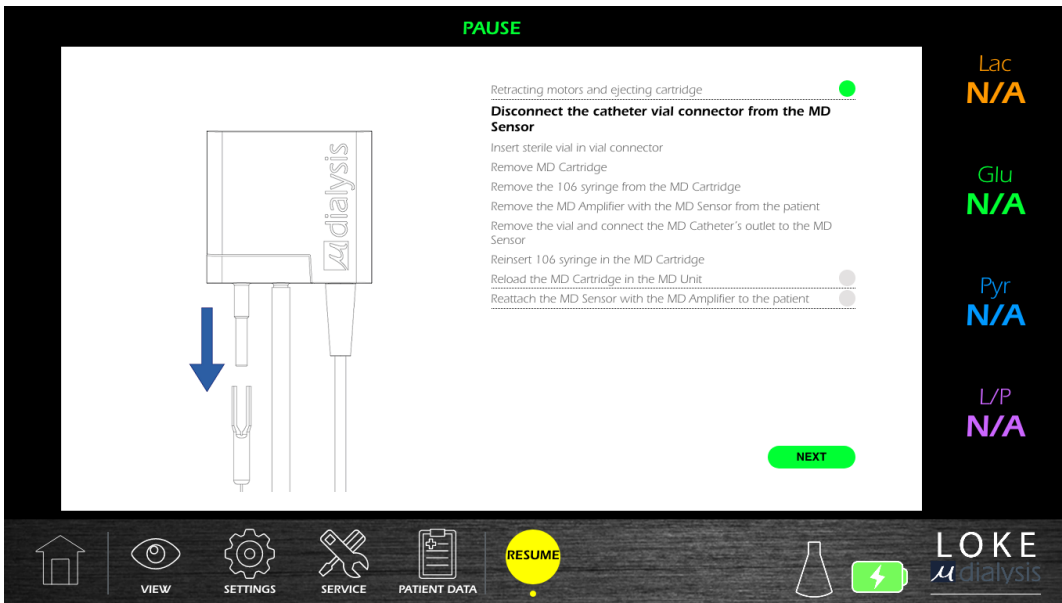 PAUSE
Retracting motors and ejecting cartridge
Disconnect the catheter vial connector from the MD
Sensor
Insert sterile vial in vial connector
Remove MD Cartridge
Remove the 106 syringe from the MD Cartridge
Remove the MD Amplifier with the MD Sensor from the patient
Remove the vial and connect the MD Catheter´s outlet to the MD
Sensor
Reinsert 106 syringe in the MD Cartridge
Reload the MD Cartridge in the MD Unit
Reattach the MD Sensor with the MD Amplifier to the patient
NEXT
μdialysis
Lac
N/A
Glu
N/A
Pyr
N/A
L/P
N/A
VIEW
SETTINGS
SERVICE
PATIENT DATA
RESUME
LOKE
μdialysis